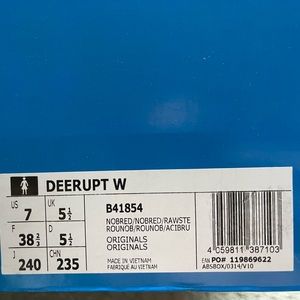 DEERUPT W
US 7 UK 5½
F 38⅔ D 5½
J 240 CHN 235
B41854
NOBRED/NOBRED/RAWSTE
ROUNOB/ROUNOB/ACIBRU
ORIGINALS
ORIGINALS
MADE IN VIETNAM
FABRIQUÉ AU VIETNAM
4 059811 387103
EAN PO# 119869622
ABSBOX/0314/V10